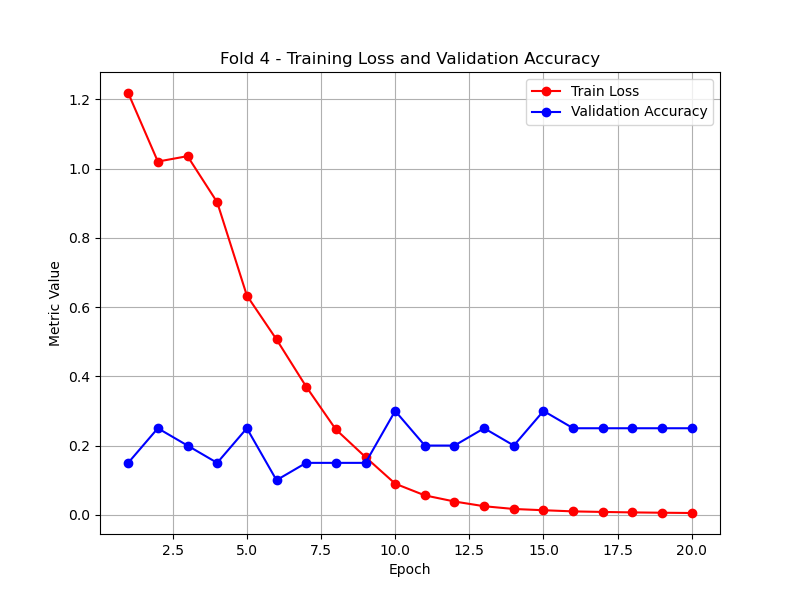 Fold 4 - Training Loss and Validation Accuracy
Train Loss
Validation Accuracy
Metric Value
1.2
1.0
0.8
0.6
0.4
0.2
0.0
2.5 5.0 7.5 10.0 12.5 15.0 17.5 20.0
Epoch